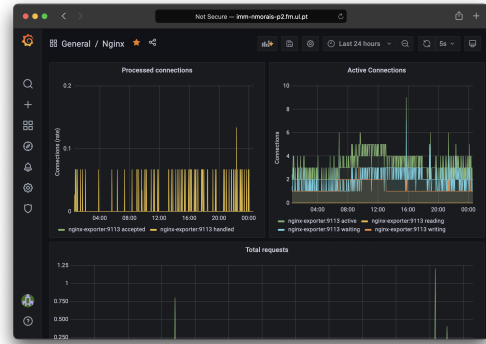 Not Secure — imm-nmorais-p2.fm.ul.pt
General / Nginx
Last 24 hours
5s
Processed connections
0.2
0.1
0
Connections (rate)
04:00 08:00 12:00 16:00 20:00 00:00
nginx-exporter:9113 accepted nginx-exporter:9113 handled
Active Connections
10
8
6
4
2
0
Connections
04:00 08:00 12:00 16:00 20:00 00:00
nginx-exporter:9113 active nginx-exporter:9113 reading
nginx-exporter:9113 waiting nginx-exporter:9113 writing
Total requests
1.25
1
0.750
0.500
0.250